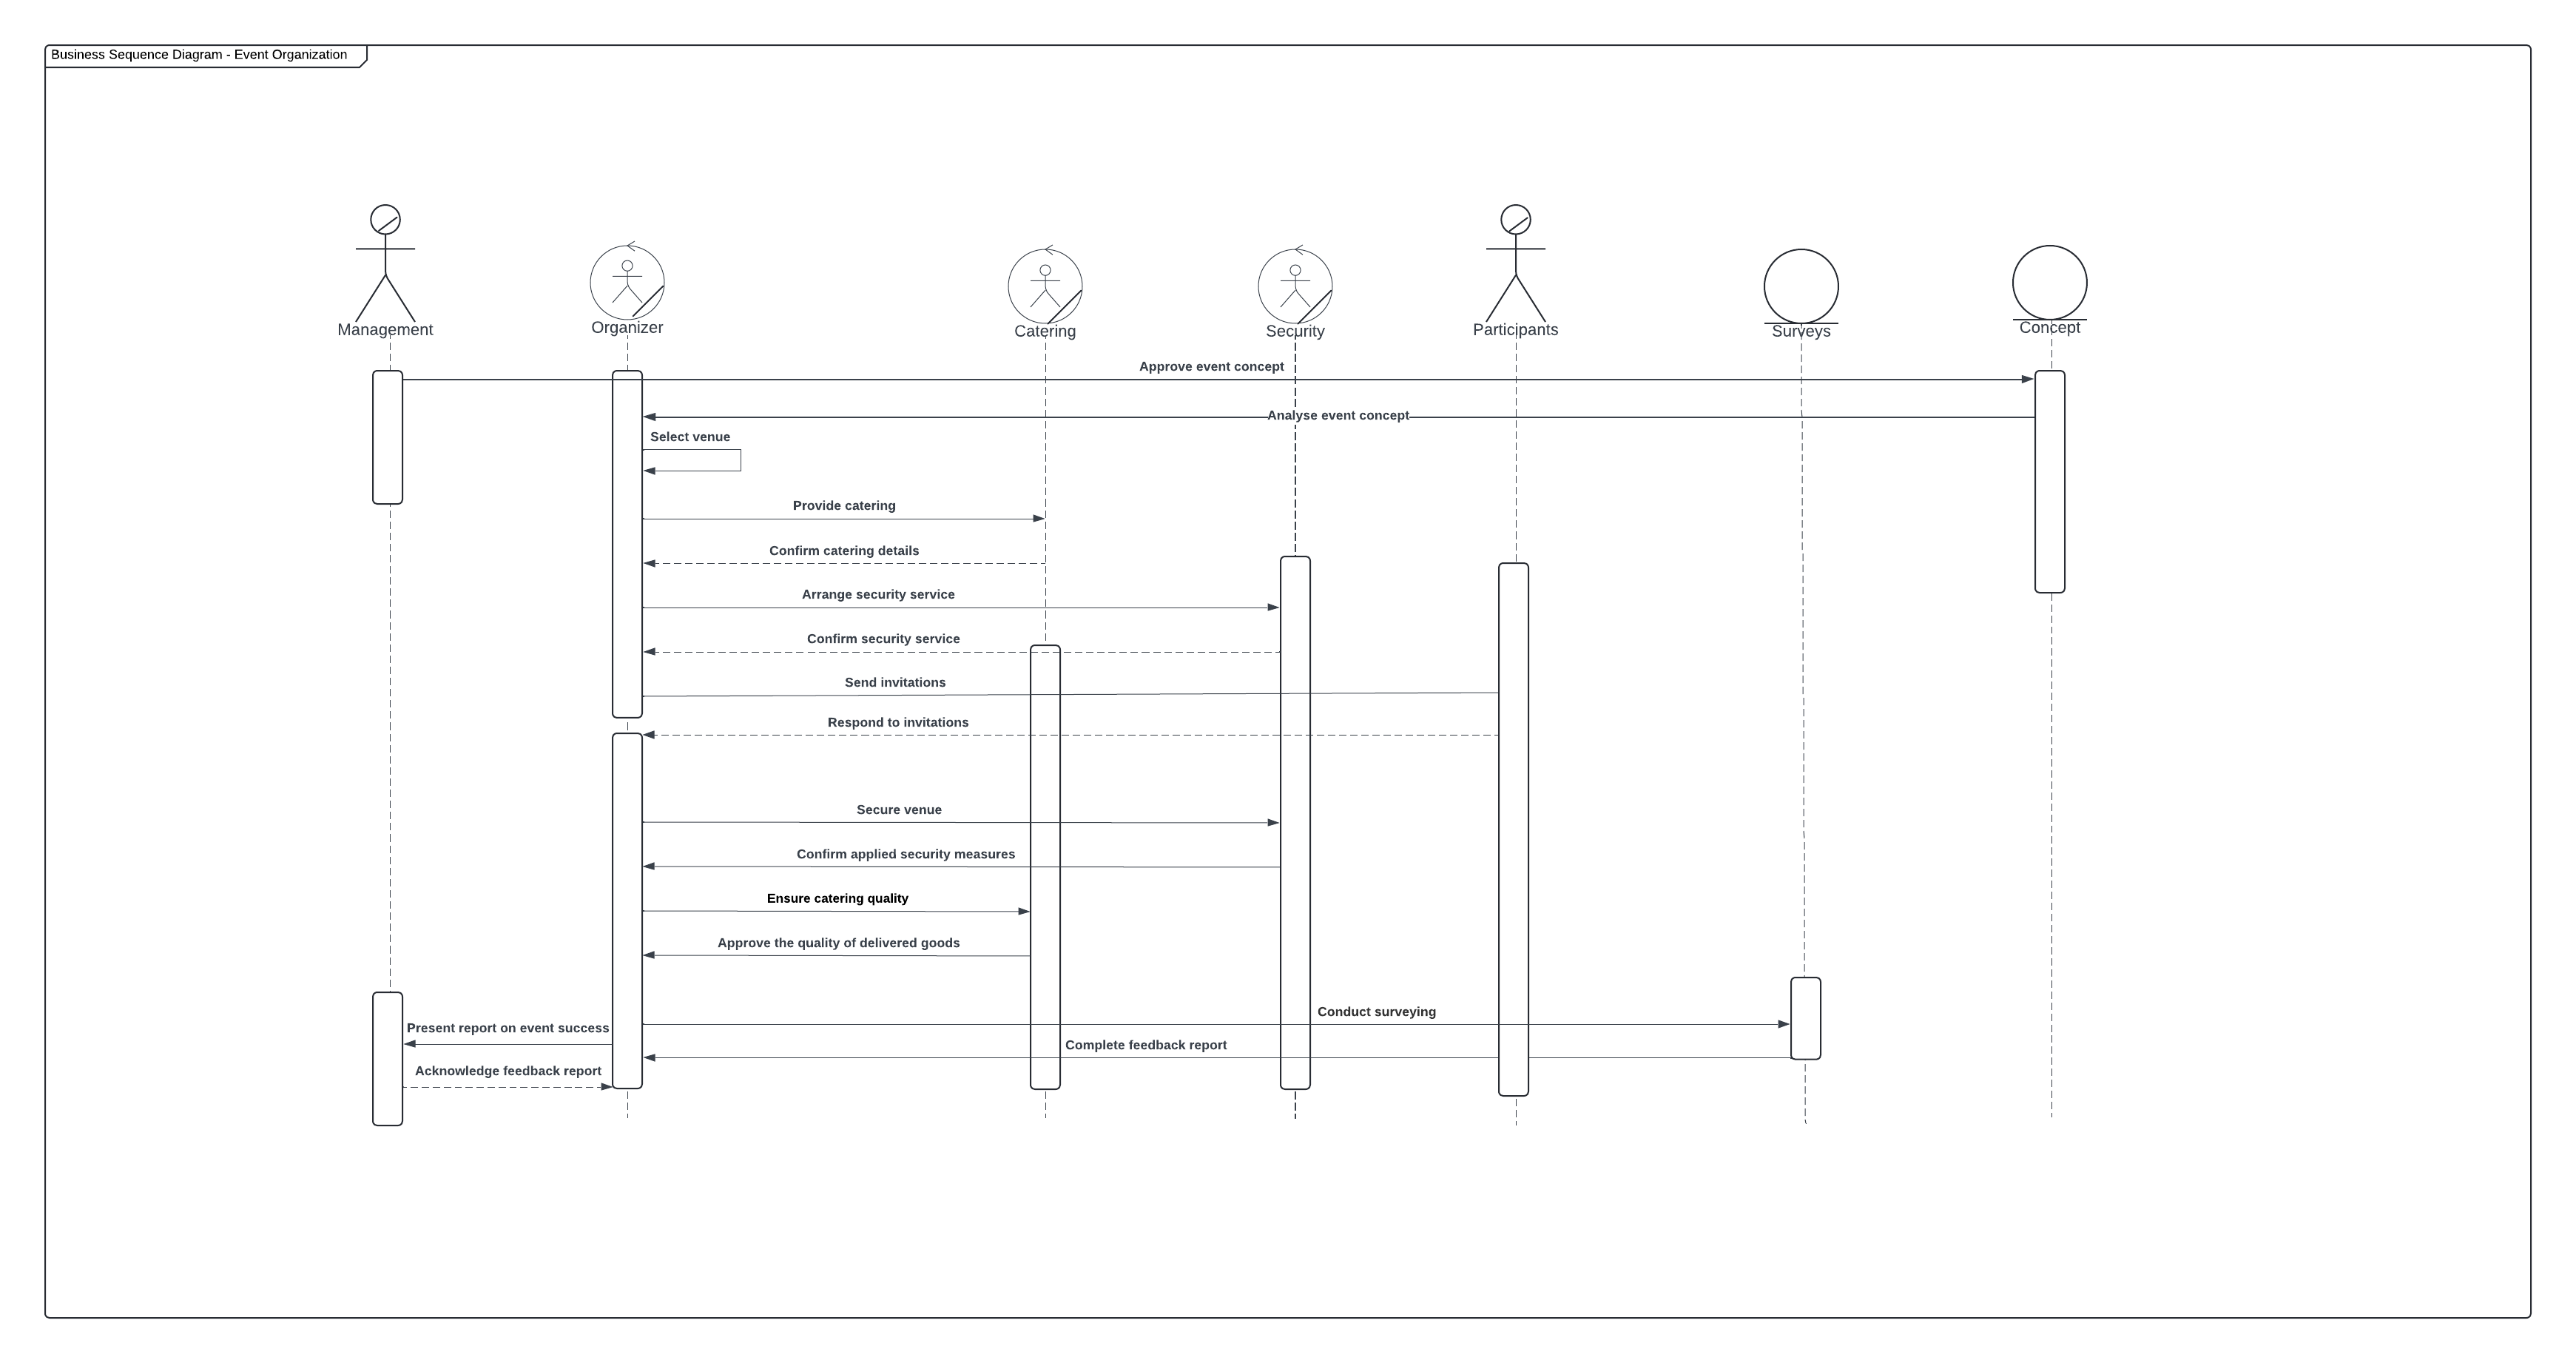 Business Sequence Diagram - Event Organization
Management
Organizer
Catering
Security
Participants
Surveys
Concept
Approve event concept
Analyse event concept
Select venue
Provide catering
Confirm catering details
Arrange security service
Confirm security service
Send invitations
Respond to invitations
Secure venue
Confirm applied security measures
Ensure catering quality
Approve the quality of delivered goods
Conduct surveying
Present report on event success
Complete feedback report
Acknowledge feedback report